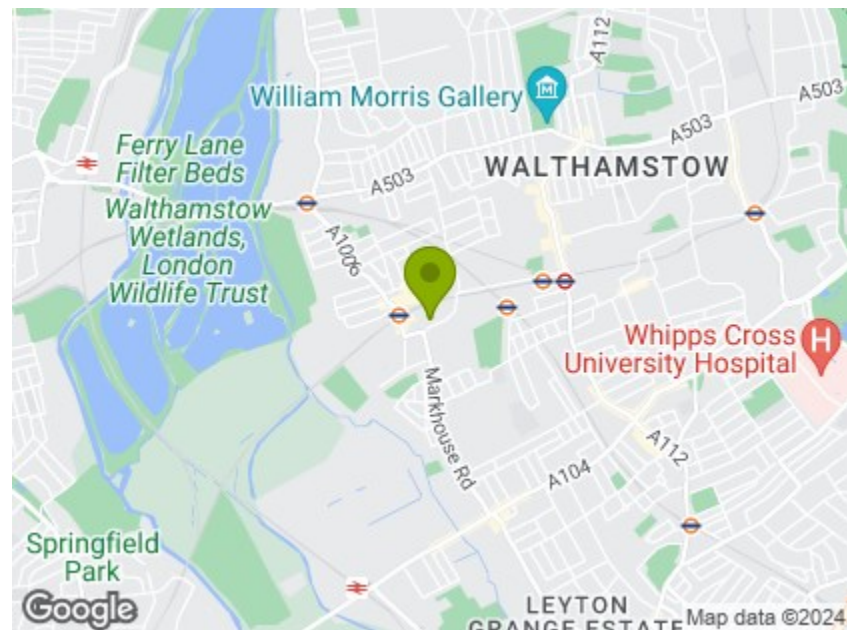 A112
William Morris Gallery
M
A503
A503
Ferry Lane
Filter Beds
A503
WALTHAMSTOW
Walthamstow
Wetlands,
London
Wildlife Trust
A1006
Whipps Cross
University Hospital
H
Markhouse Rd
A112
A104
Springfield
Park
LEYTON
GRANGE ESTATE
Google
Map data ©2024